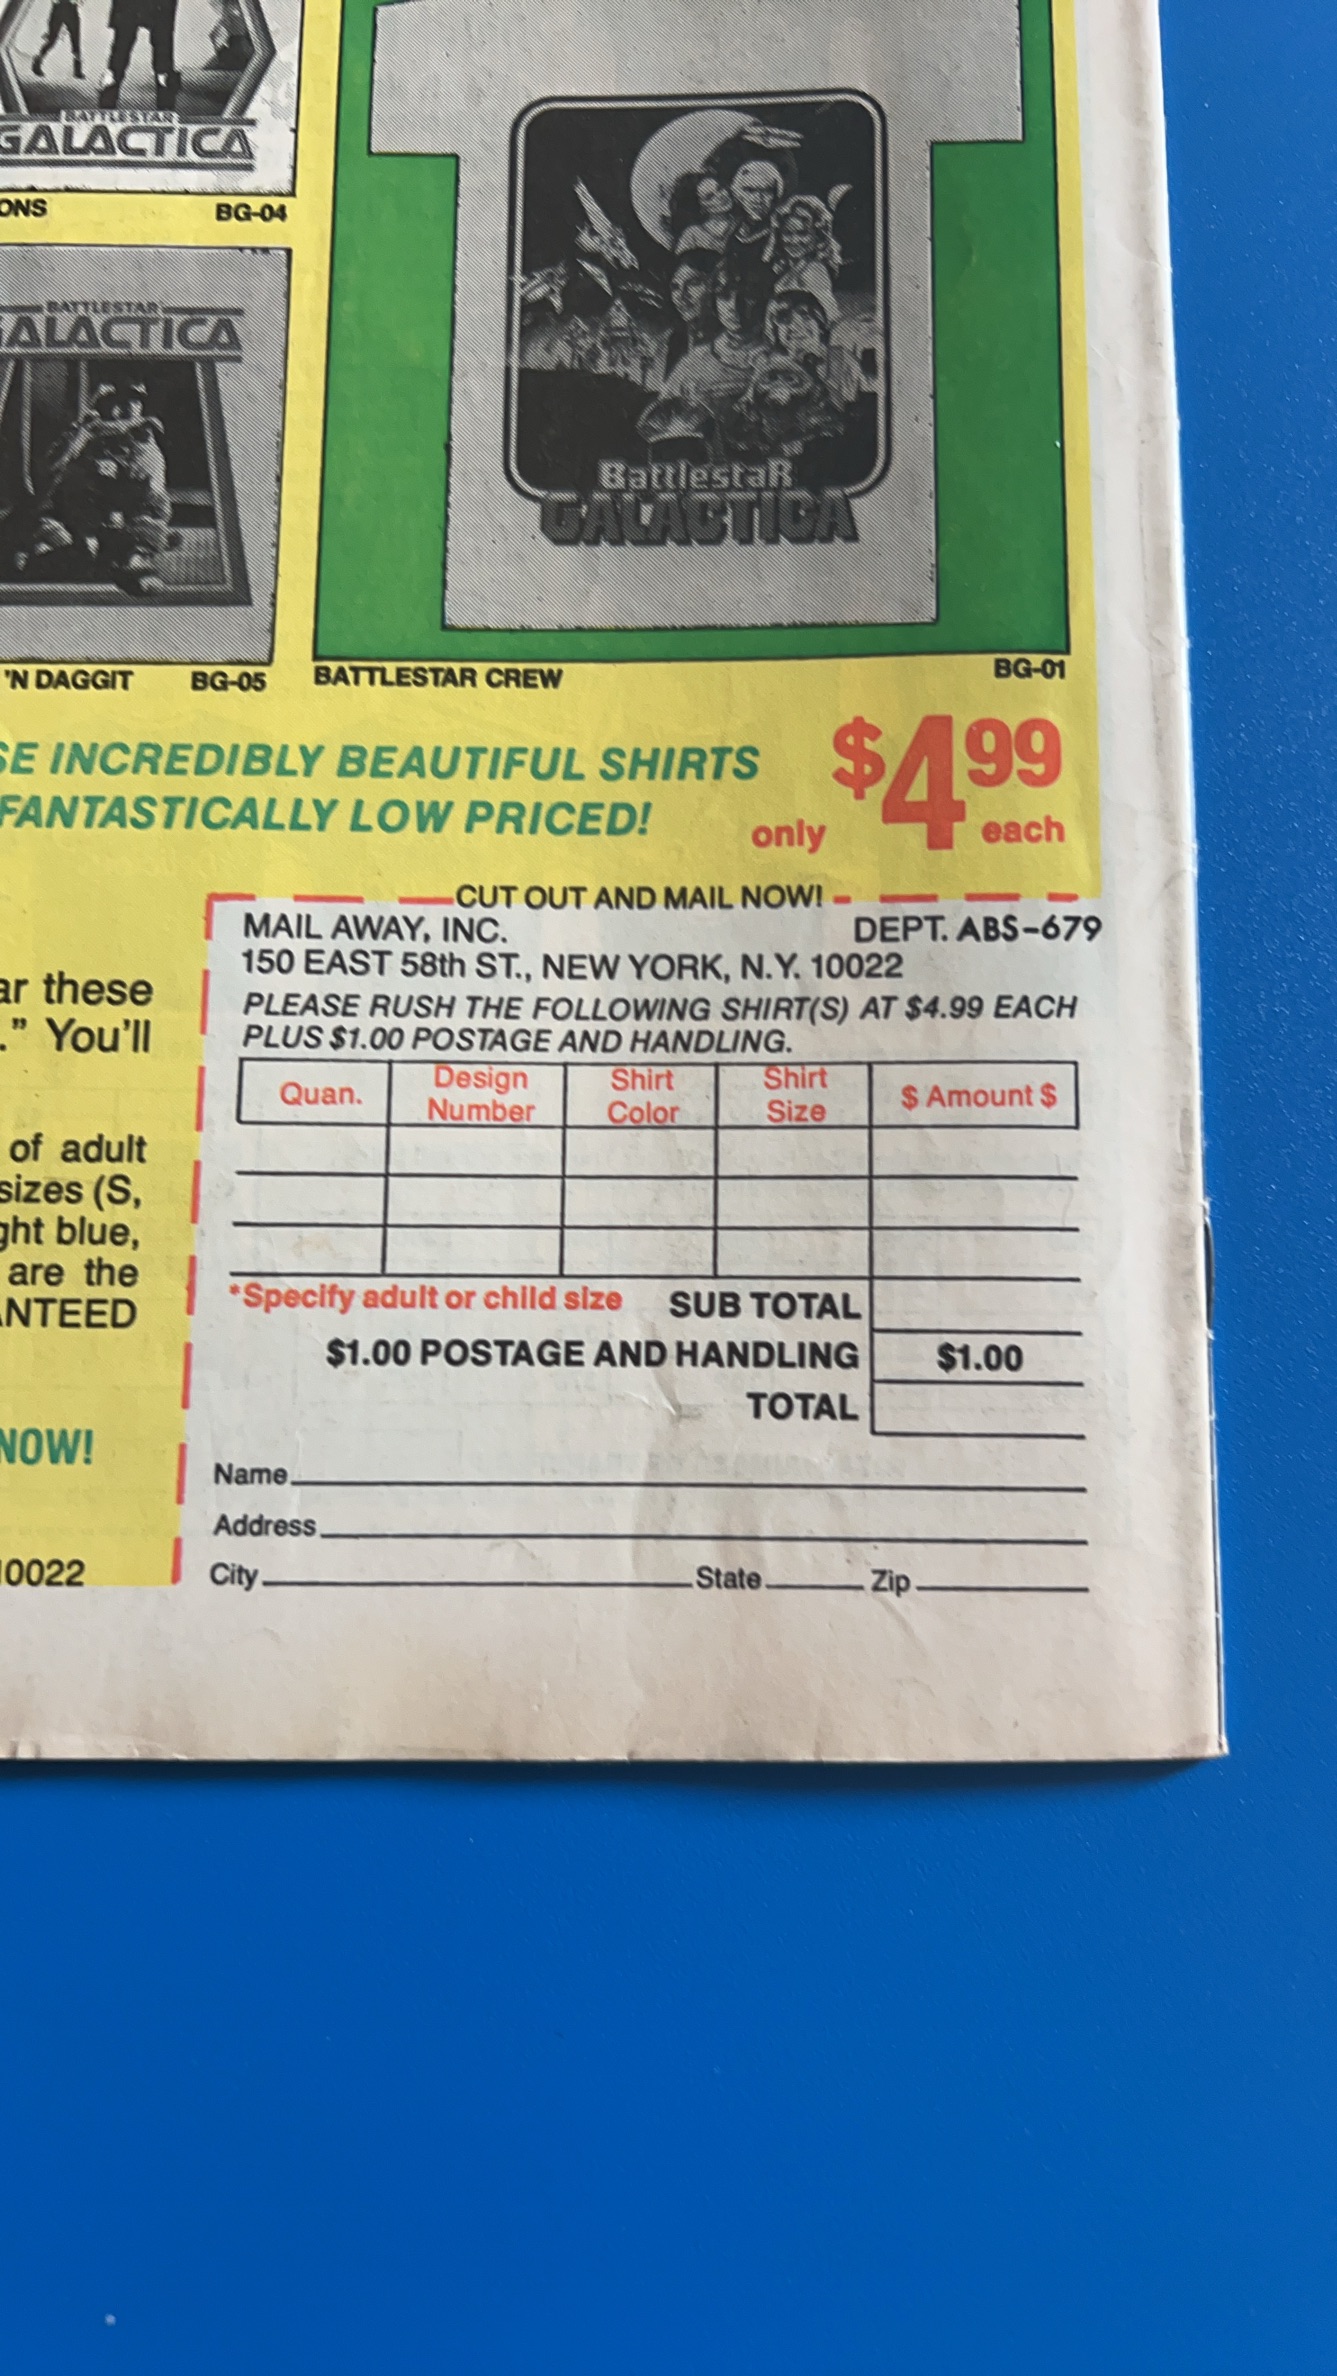 BATTLESTAR
GALACTICA
ONS BG-04
BATTLESTAR
GALACTICA
BattlestaR
GALACTICA
'N DAGGIT BG-05
BATTLESTAR CREW BG-01
SE INCREDIBLY BEAUTIFUL SHIRTS
FANTASTICALLY LOW PRICED!
only $4.99 each
ar these
." You'll
of adult
sizes (S,
ght blue,
are the
ANTEED
NOW!
10022
CUT OUT AND MAIL NOW!
MAIL AWAY, INC. DEPT. ABS-679
150 EAST 58th ST., NEW YORK, N.Y. 10022
PLEASE RUSH THE FOLLOWING SHIRT(S) AT $4.99 EACH
PLUS $1.00 POSTAGE AND HANDLING.
Quan. Design Number Shirt Color Shirt Size $ Amount $
*Specify adult or child size SUB TOTAL
$1.00 POSTAGE AND HANDLING $1.00
TOTAL
Name
Address
City State Zip